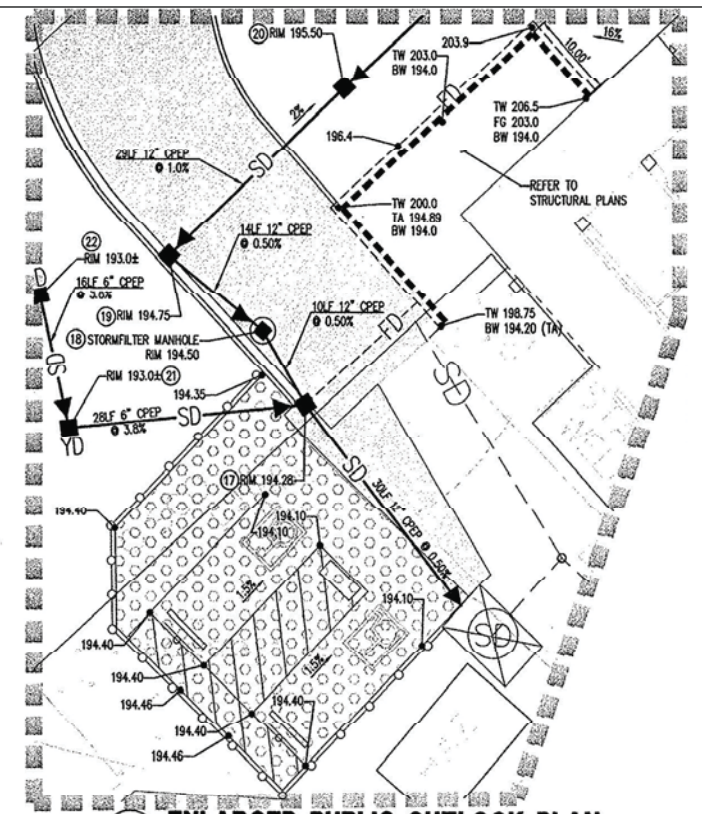 20 RIM 195.50
203.9
16%
10.00'
TW 203.0
BW 194.0
FD
TW 206.5
FG 203.0
BW 194.0
2%
196.4
29LF 12" CPEP
@ 1.0%
SD
REFER TO
STRUCTURAL PLANS
TW 200.0
TA 194.89
BW 194.0
14LF 12" CPEP
@ 0.50%
22
RIM 193.0±
D
16LF 6" CPEP
19 RIM 194.75
10LF 12" CPEP
@ 0.50%
18 STORMFILTER MANHOLE
RIM 194.50
TW 198.75
BW 194.20 (TA)
FD
SD
SD
RIM 193.0± 21
194.35
28LF 6" CPEP
@ 3.8%
SD
YD
SD
30LF 12" CPEP @ 0.50%
17 RIM 194.28
194.40
194.10
194.10
1.5%
194.10
SD
194.40
1.5%
194.40
194.40
194.46
194.40
194.46
ENLARGED PUBLIC OUTLOOK PLAN